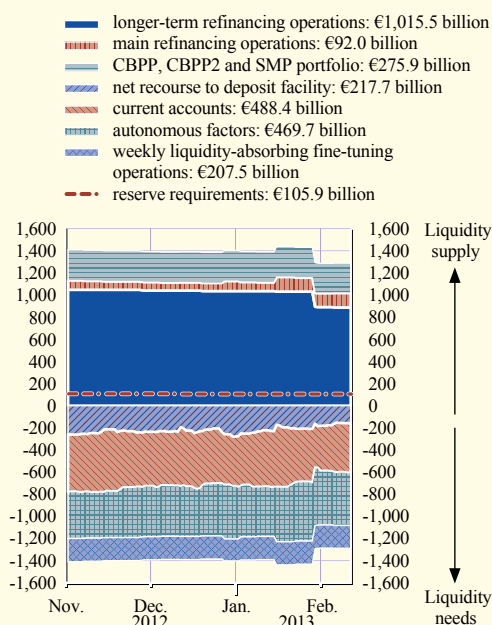 longer-term refinancing operations: €1,015.5 billion
main refinancing operations: €92.0 billion
CBPP, CBPP2 and SMP portfolio: €275.9 billion
net recourse to deposit facility: €217.7 billion
current accounts: €488.4 billion
autonomous factors: €469.7 billion
weekly liquidity-absorbing fine-tuning
operations: €207.5 billion
reserve requirements: €105.9 billion
1,600 1,600
1,400 1,400
1,200 1,200
1,000 1,000
800 800
600 600
400 400
200 200
0 0
-200 -200
-400 -400
-600 -600
-800 -800
-1,000 -1,000
-1,200 -1,200
-1,400 -1,400
-1,600 -1,600
Liquidity
supply
Liquidity
needs
Nov. Dec. Jan. Feb.
2012 2013